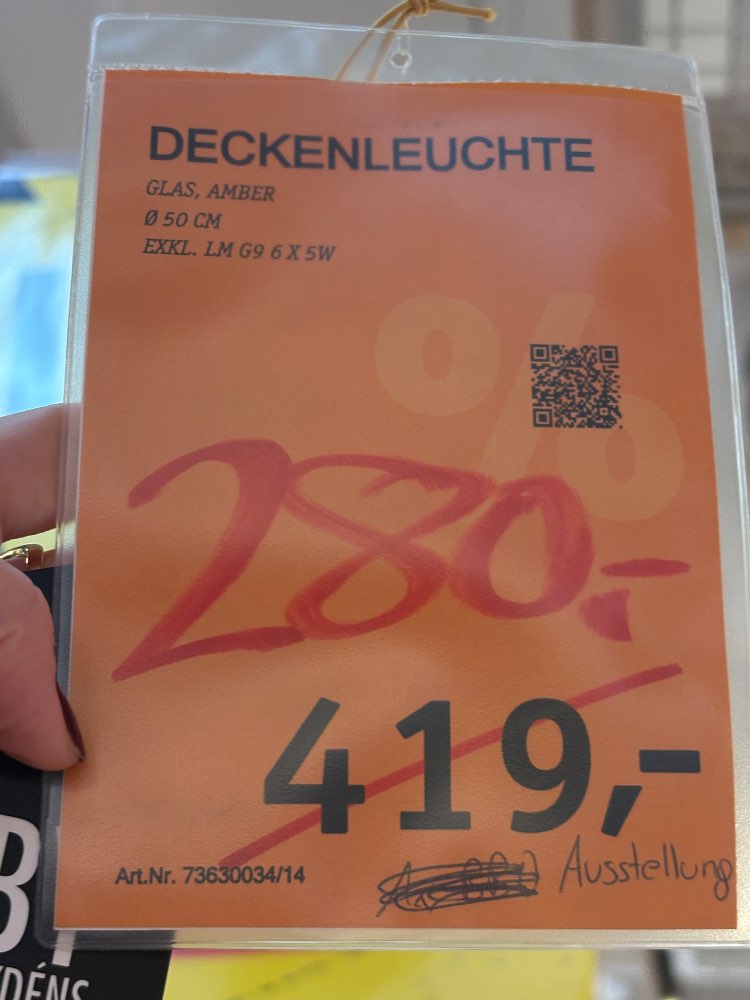 DECKENLEUCHTE
GLAS, AMBER
Ø 50 CM
EXKL. LM G9 6 X 5W
%
280,-
419,-
Art.Nr. 73630034/14
Ausstellung